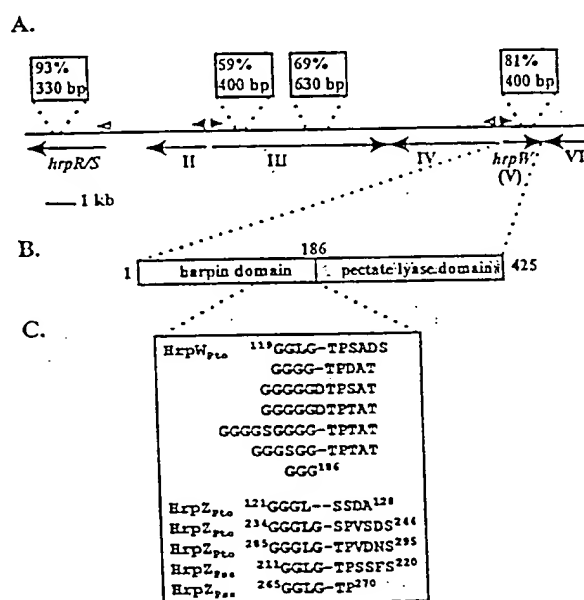 A.
93% 59% 69% 81%
330 bp 400 bp 630 bp 400 bp
hrpR/S II III IV hrpW VI
(V)
1 kb
B.
186
1 harpin domain pectate lyase domains 425
C.
HrpWPto 119GGLG-TPSADS
GGGG-TPDAT
GGGGGDTPSAT
GGGGGDTPTAT
GGGGSGGGG-TPTAT
GGGSGG-TPTAT
GGG186
HrpZPto 121GGGL--SSDA128
HrpZPto 234GGGLG-SPVSDS244
HrpZPto 285GGGLG-TPVDNS295
HrpZPss 211GGLG-TPSSFS220
HrpZPss 265GGLG-TP270